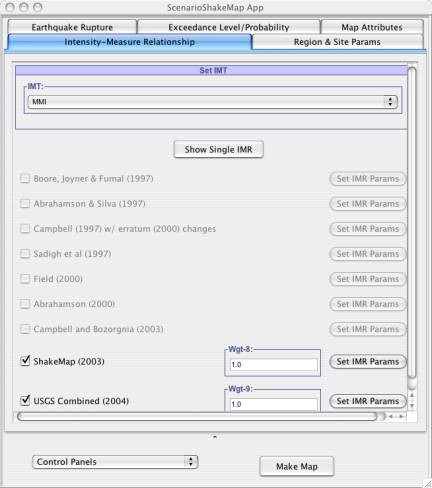 ScenarioShakeMap App
Earthquake Rupture
Exceedance Level/Probability
Map Attributes
Intensity-Measure Relationship
Region & Site Params
Set IMT
IMT:
MMI
Show Single IMR
Boore, Joyner & Fumal (1997)
Set IMR Params
Abrahamson & Silva (1997)
Set IMR Params
Campbell (1997) w/ erratum (2000) changes
Set IMR Params
Sadigh et al (1997)
Set IMR Params
Field (2000)
Set IMR Params
Abrahamson (2000)
Set IMR Params
Campbell and Bozorgnia (2003)
Set IMR Params
Wgt-8:
ShakeMap (2003)
1.0
Set IMR Params
Wgt-9:
USGS Combined (2004)
1.0
Set IMR Params
Control Panels
Make Map